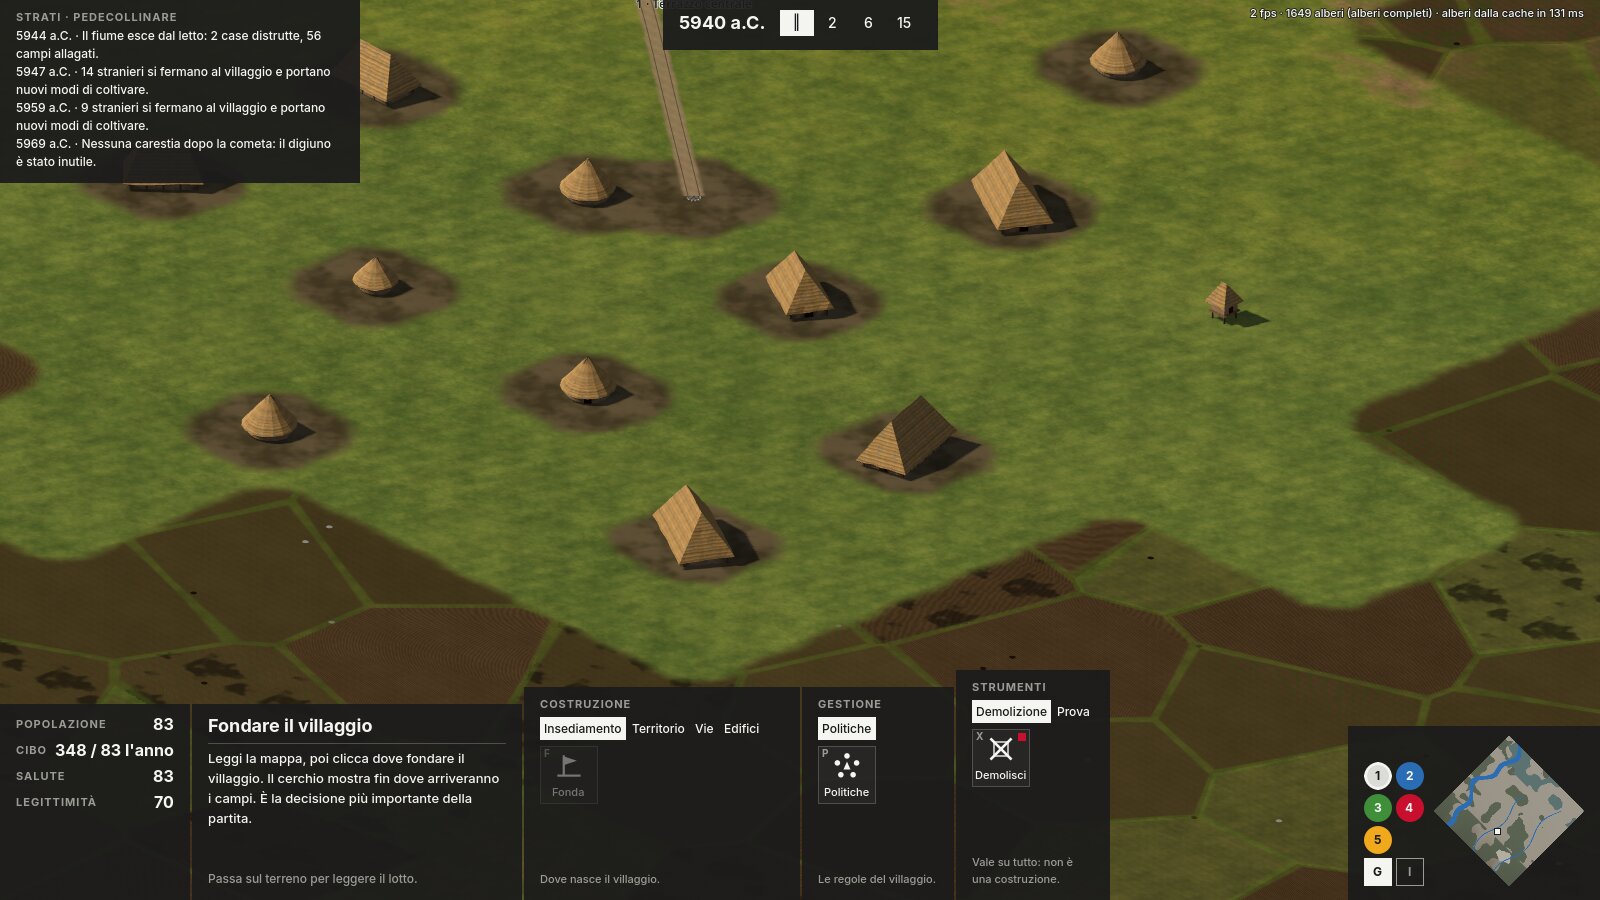 STRATI · PEDECOLLINARE
5944 a.C. · Il fiume esce dal letto: 2 case distrutte, 56
campi allagati.
5947 a.C. · 14 stranieri si fermano al villaggio e portano
nuovi modi di coltivare.
5959 a.C. · 9 stranieri si fermano al villaggio e portano
nuovi modi di coltivare.
5969 a.C. · Nessuna carestia dopo la cometa: il digiuno
è stato inutile.
1 · Terrazzo centrale
5940 a.C. 2 6 15
2 fps · 1649 alberi (alberi completi) · alberi dalla cache in 131 ms
POPOLAZIONE 83
CIBO 348 / 83 l'anno
SALUTE 83
LEGITTIMITÀ 70
Fondare il villaggio
Leggi la mappa, poi clicca dove fondare il
villaggio. Il cerchio mostra fin dove arriveranno
i campi. È la decisione più importante della
partita.
Passa sul terreno per leggere il lotto.
COSTRUZIONE
Insediamento Territorio Vie Edifici
F
Fonda
Dove nasce il villaggio.
GESTIONE
Politiche
P
Politiche
Le regole del villaggio.
STRUMENTI
Demolizione Prova
X
Demolisci
Vale su tutto: non è
una costruzione.
1 2
3 4
5
G I